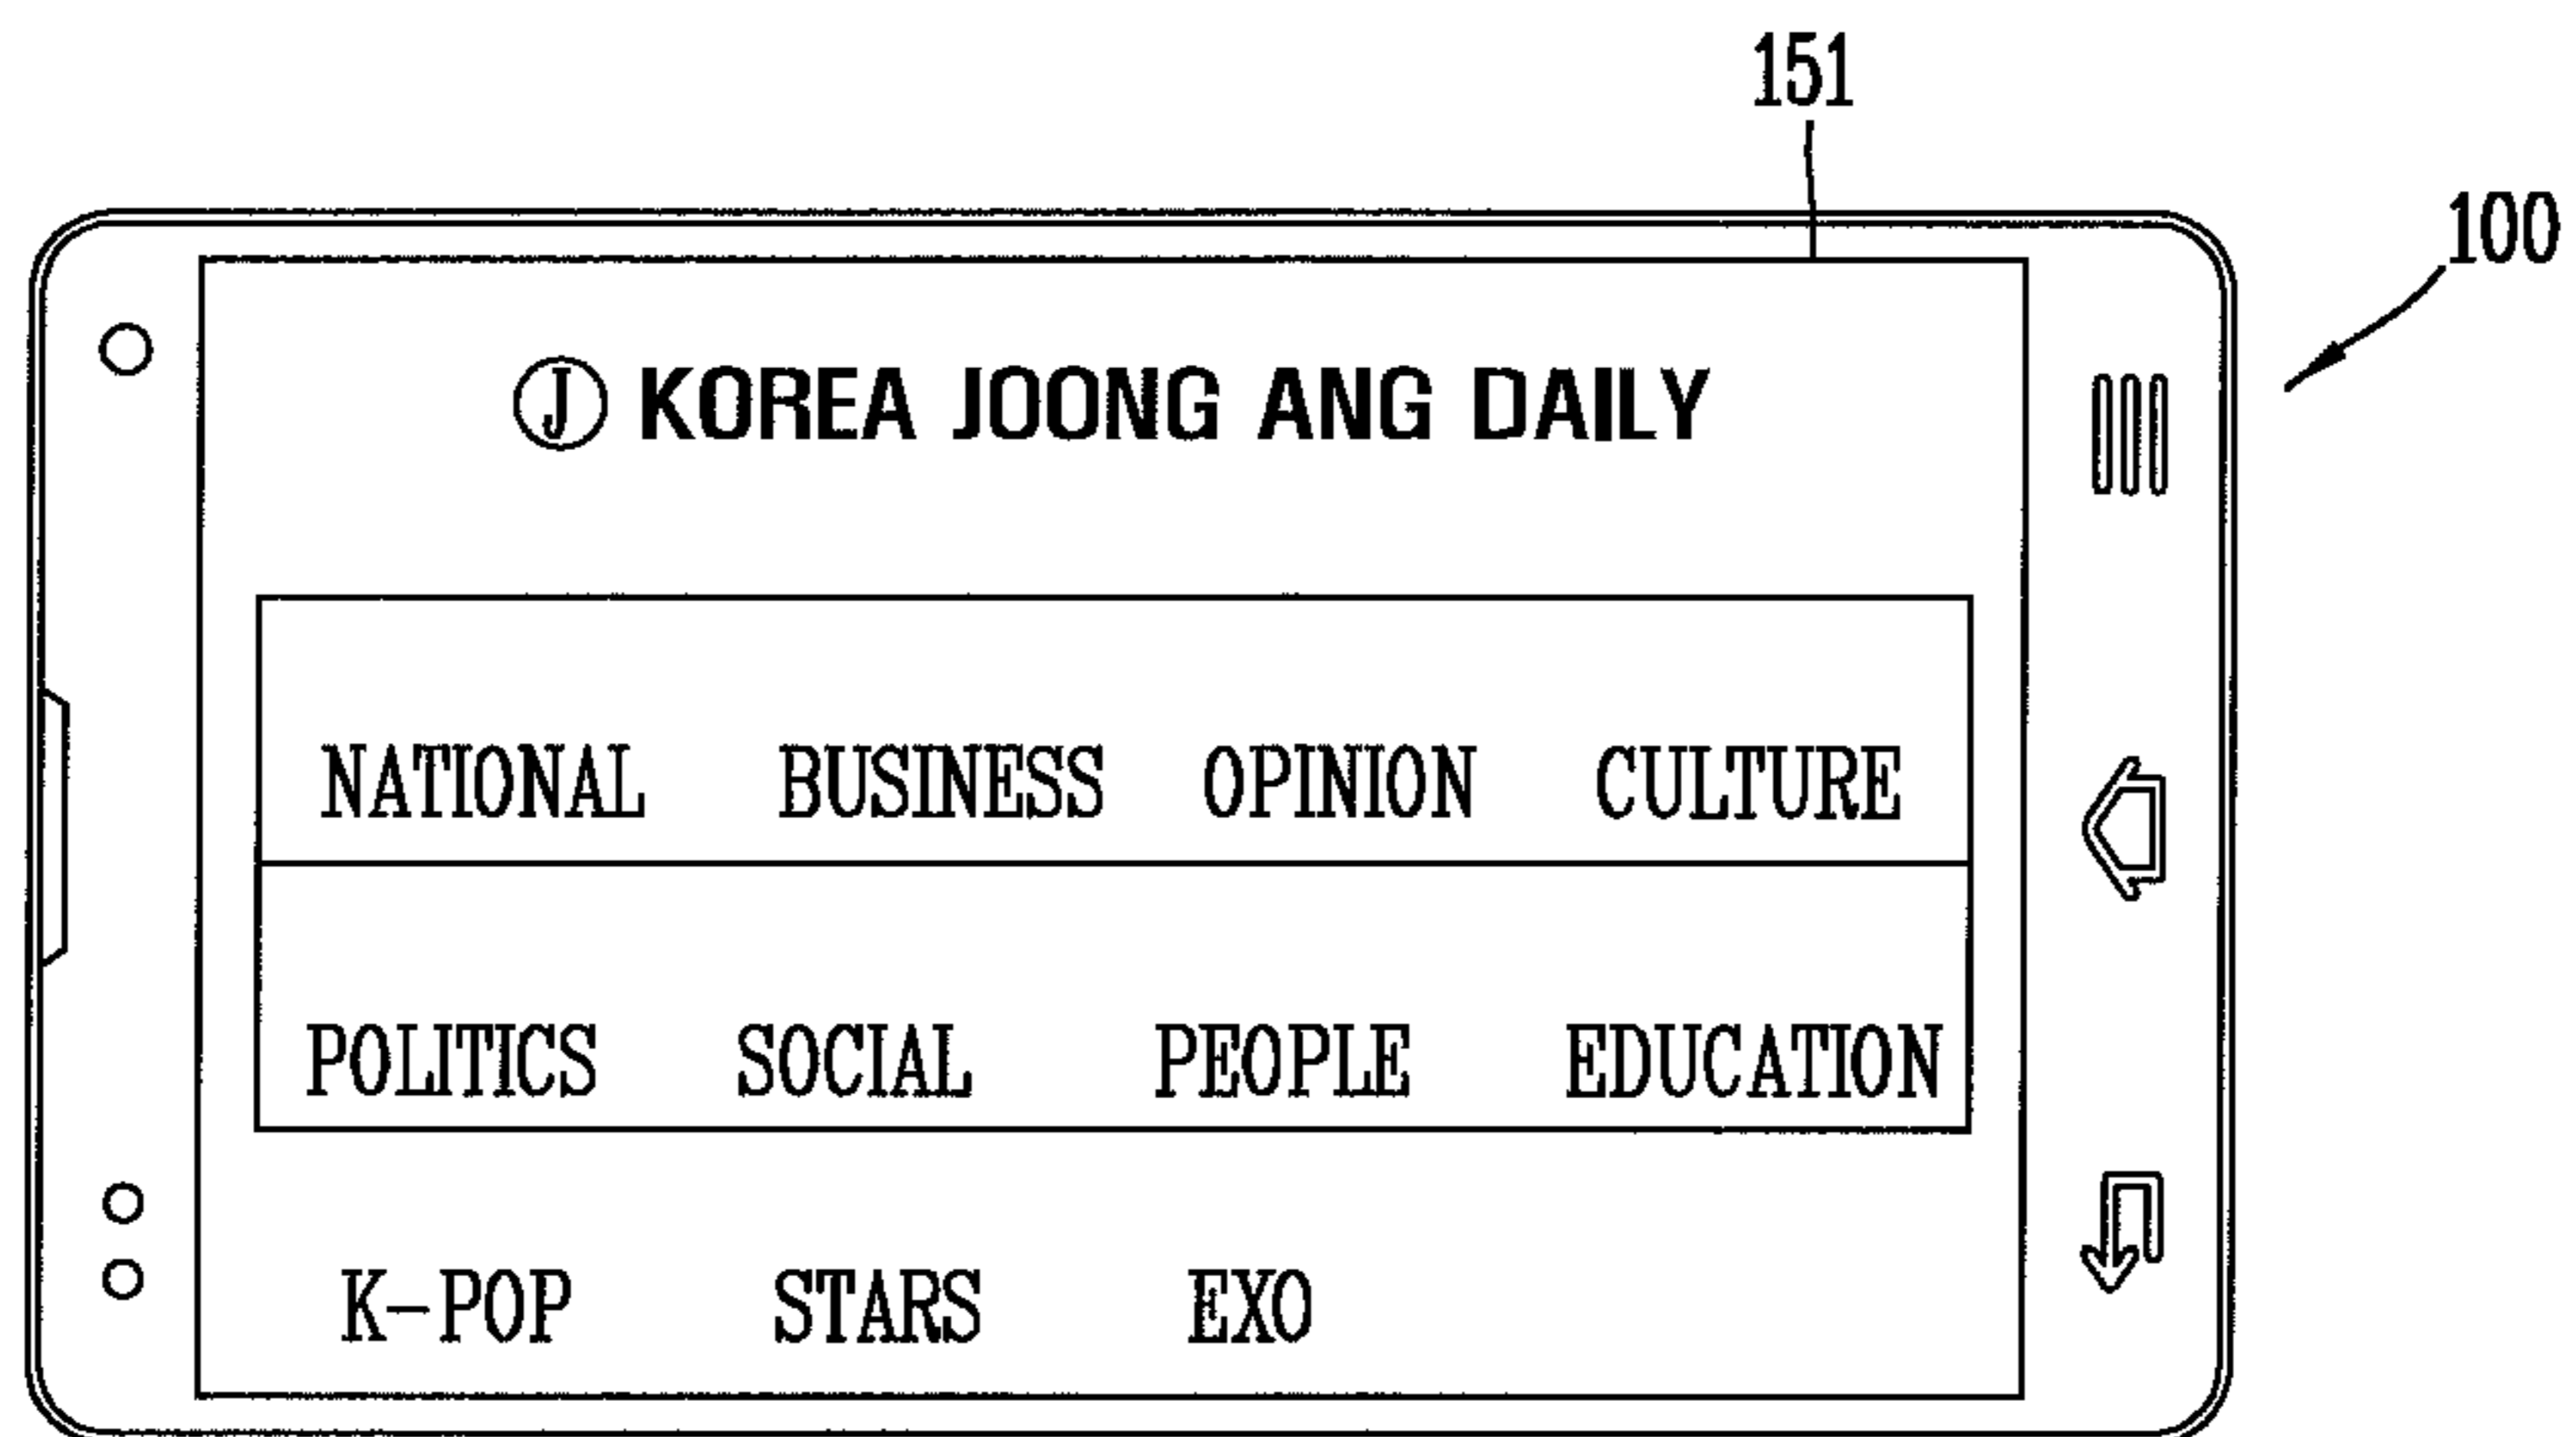 151
100
J KOREA JOONG ANG DAILY
NATIONAL BUSINESS OPINION CULTURE
POLITICS SOCIAL PEOPLE EDUCATION
K-POP STARS EXO